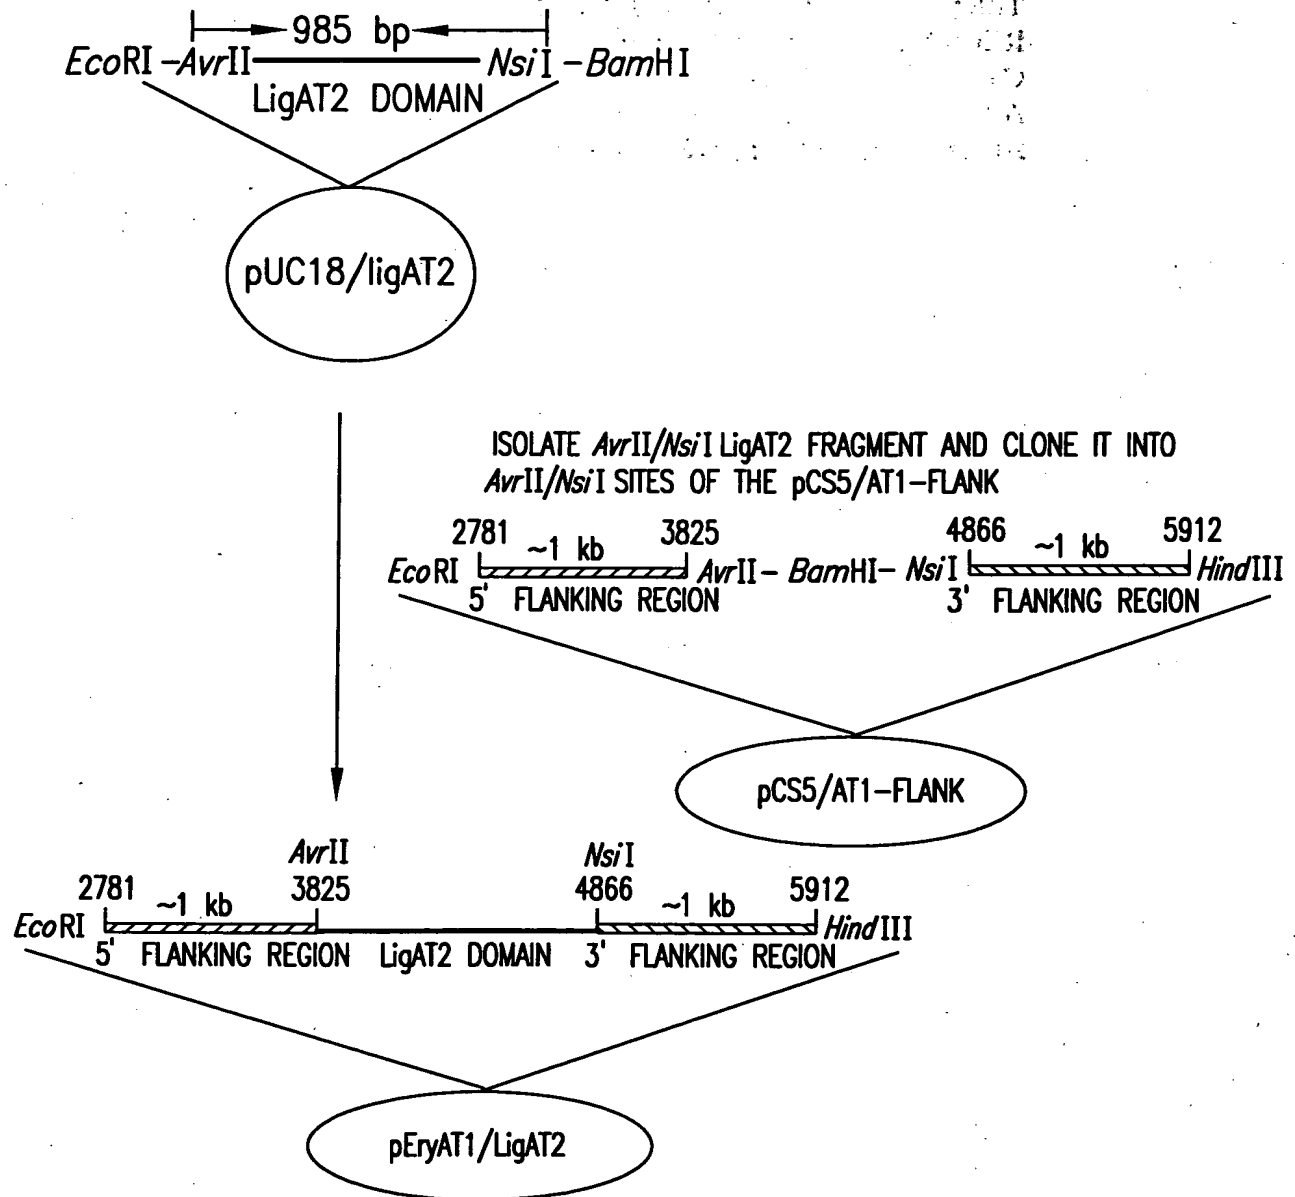 985 bp
EcoRI -AvrII NsiI -BamHI
LigAT2 DOMAIN
pUC18/ligAT2
ISOLATE AvrII/NsiI LigAT2 FRAGMENT AND CLONE IT INTO
AvrII/NsiI SITES OF THE pCS5/AT1-FLANK
2781 ~1 kb 3825 4866 ~1 kb 5912
EcoRI AvrII- BamHI- NsiI HindIII
5' FLANKING REGION 3' FLANKING REGION
pCS5/AT1-FLANK
AvrII NsiI
2781 ~1 kb 3825 4866 ~1 kb 5912
EcoRI HindIII
5' FLANKING REGION LigAT2 DOMAIN 3' FLANKING REGION
pEryAT1/LigAT2